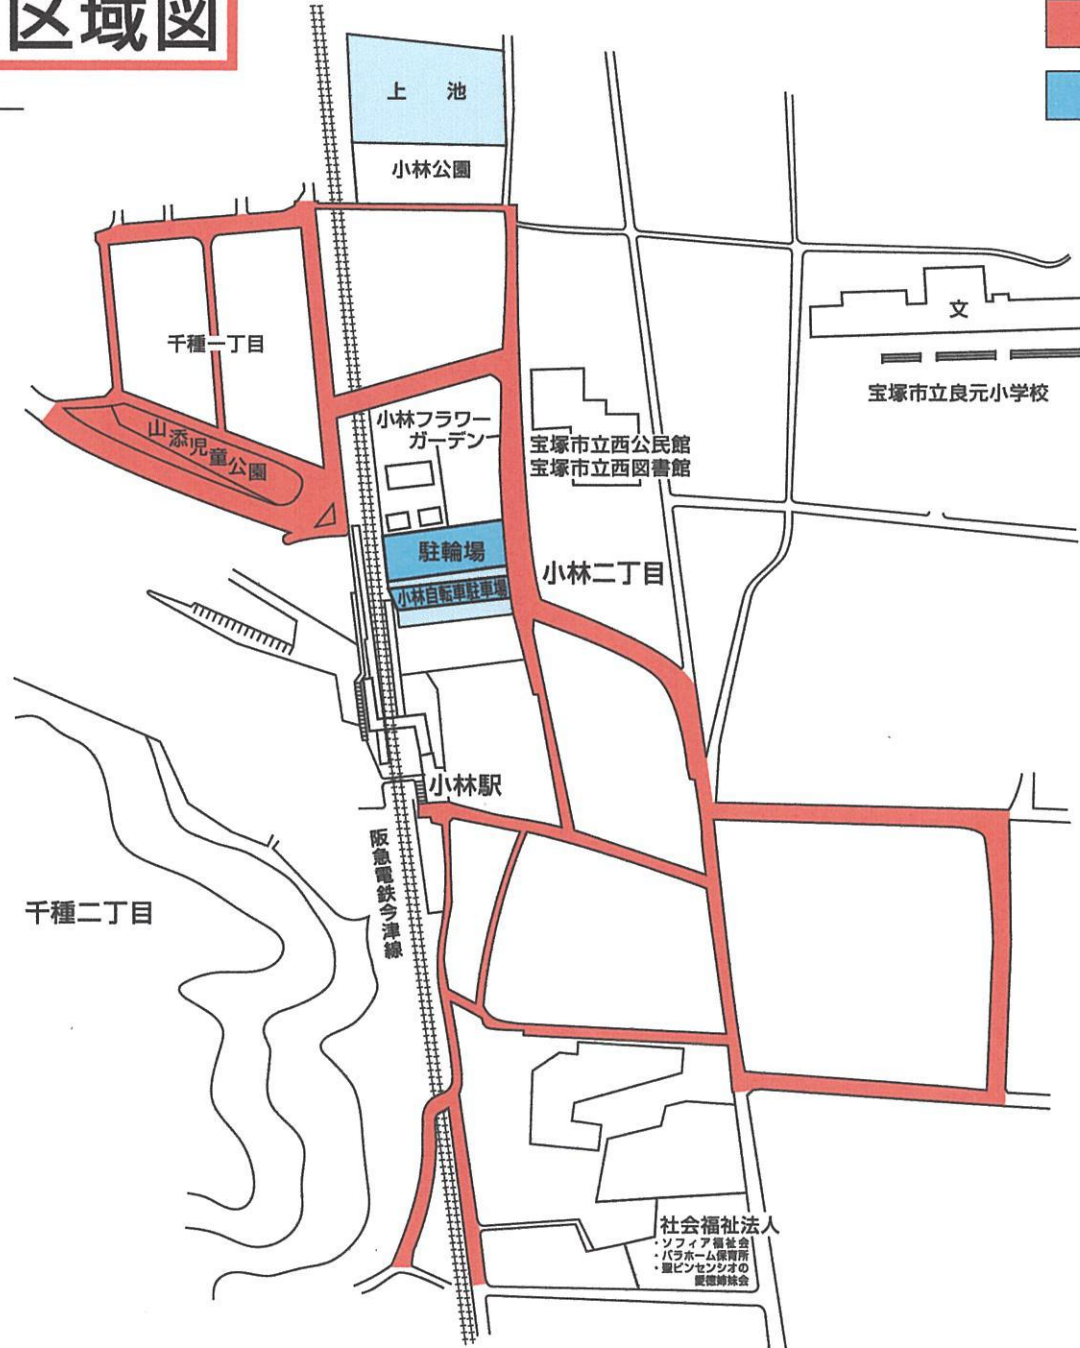 区域図
上 池
小林公園
千種一丁目
文
宝塚市立良元小学校
山添児童公園
小林フラワー
ガーデン
宝塚市立西公民館
宝塚市立西図書館
駐輪場
小林自転車駐車場
小林二丁目
小林駅
阪急電鉄今津線
千種二丁目
社会福祉法人
・ソフィア福祉会
・バラホーム保育所
・聖ビンセンシオの
愛徳姉妹会